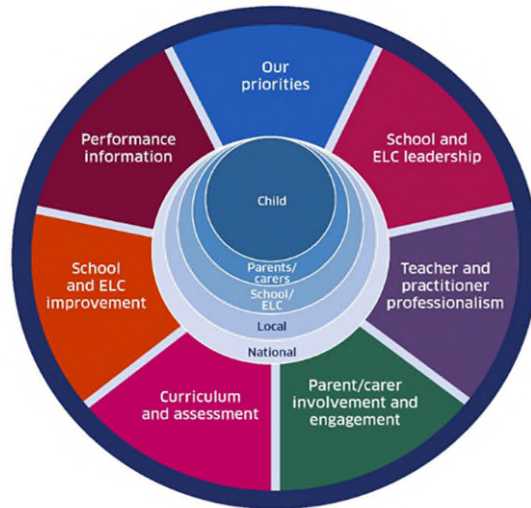 Our
priorities
School and
ELC leadership
Teacher and
practitioner
professionalism
Parent/carer
involvement and
engagement
Curriculum
and assessment
School
and ELC
improvement
Performance
information
Child
Parents/
carers
School/
ELC
Local
National